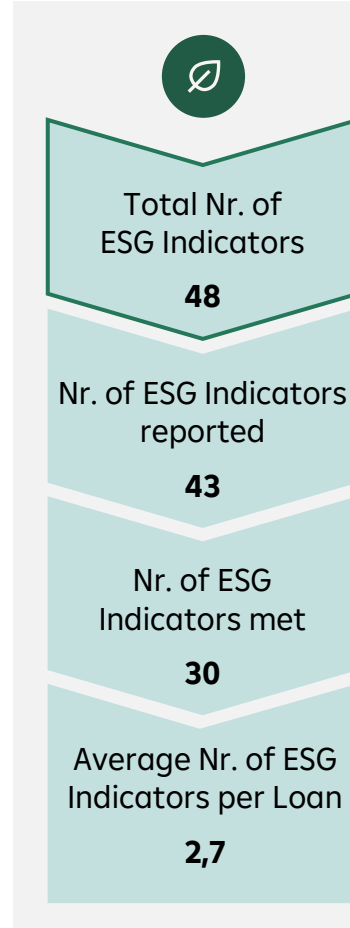 Total Nr. of
ESG Indicators
48
Nr. of ESG Indicators
reported
43
Nr. of ESG
Indicators met
30
Average Nr. of ESG
Indicators per Loan
2,7